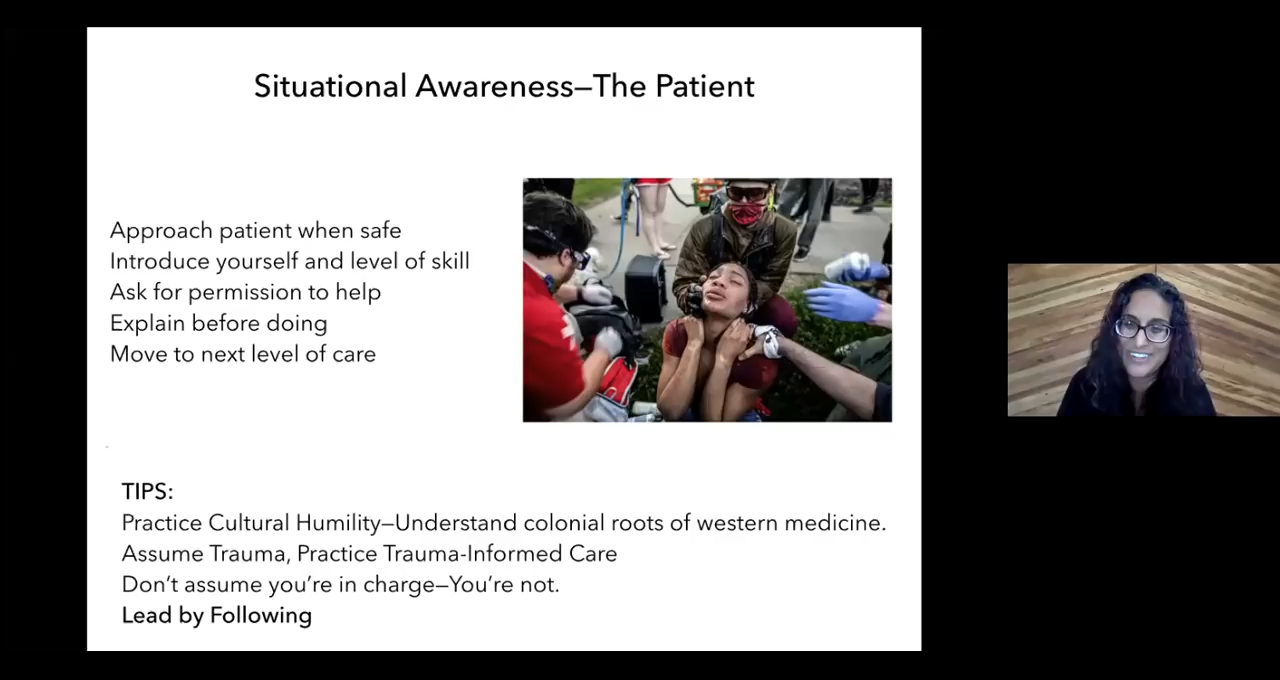 Situational Awareness—The Patient
Approach patient when safe
Introduce yourself and level of skill
Ask for permission to help
Explain before doing
Move to next level of care
TIPS:
Practice Cultural Humility—Understand colonial roots of western medicine.
Assume Trauma, Practice Trauma-Informed Care
Don’t assume you’re in charge—You’re not.
Lead by Following